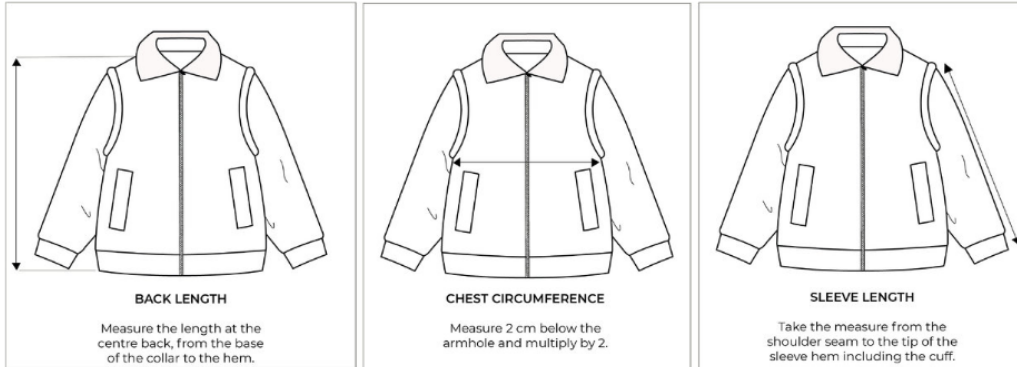 BACK LENGTH
Measure the length at the
centre back, from the base
of the collar to the hem.
CHEST CIRCUMFERENCE
Measure 2 cm below the
armhole and multiply by 2.
SLEEVE LENGTH
Take the measure from the
shoulder seam to the tip of the
sleeve hem including the cuff.